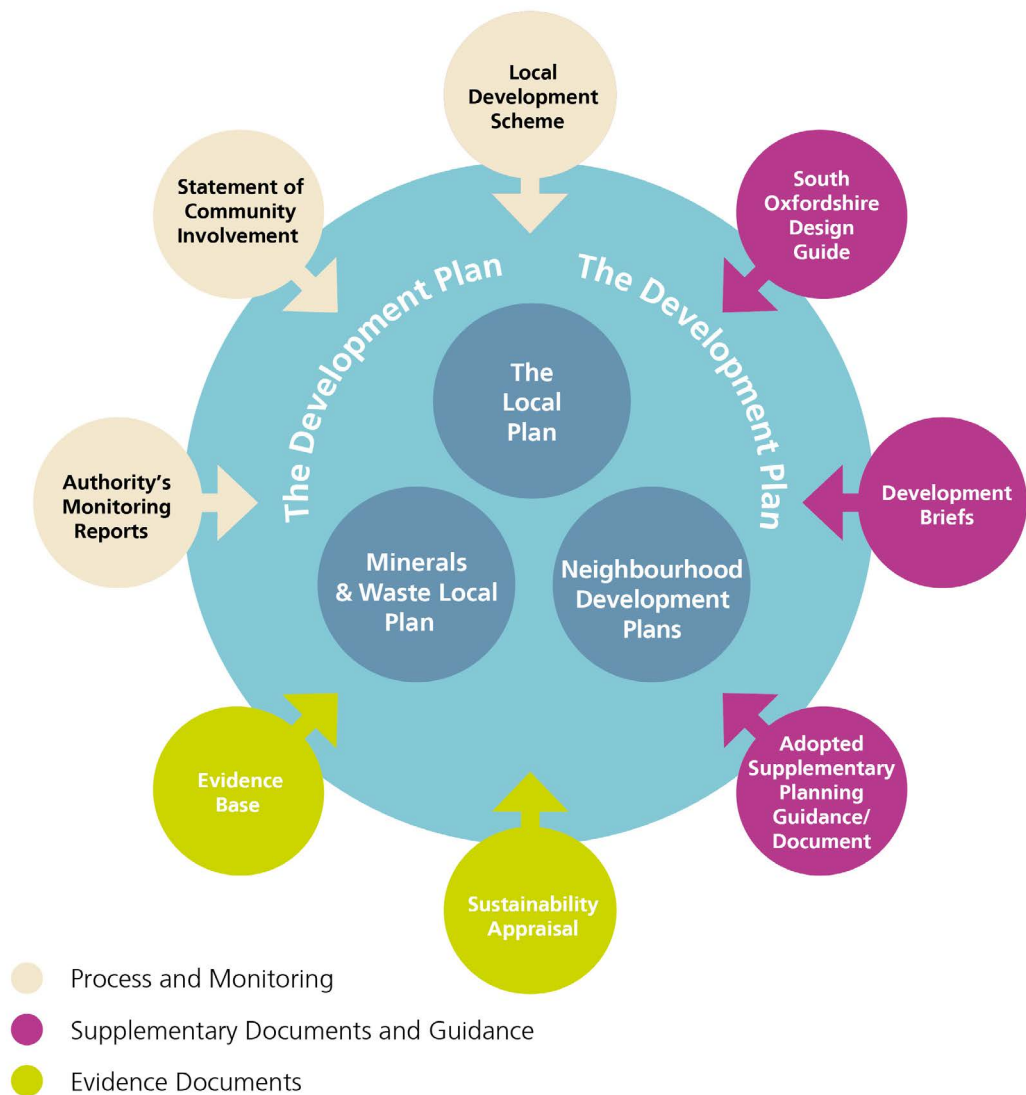 Local
Development
Scheme
Statement of
Community
Involvement
South
Oxfordshire
Design
Guide
The Development Plan
The Development Plan
The
Local
Plan
Authority's
Monitoring
Reports
Development
Briefs
Minerals
& Waste Local
Plan
Neighbourhood
Development
Plans
Evidence
Base
Adopted
Supplementary
Planning
Guidance/
Document
Sustainability
Appraisal
Process and Monitoring
Supplementary Documents and Guidance
Evidence Documents